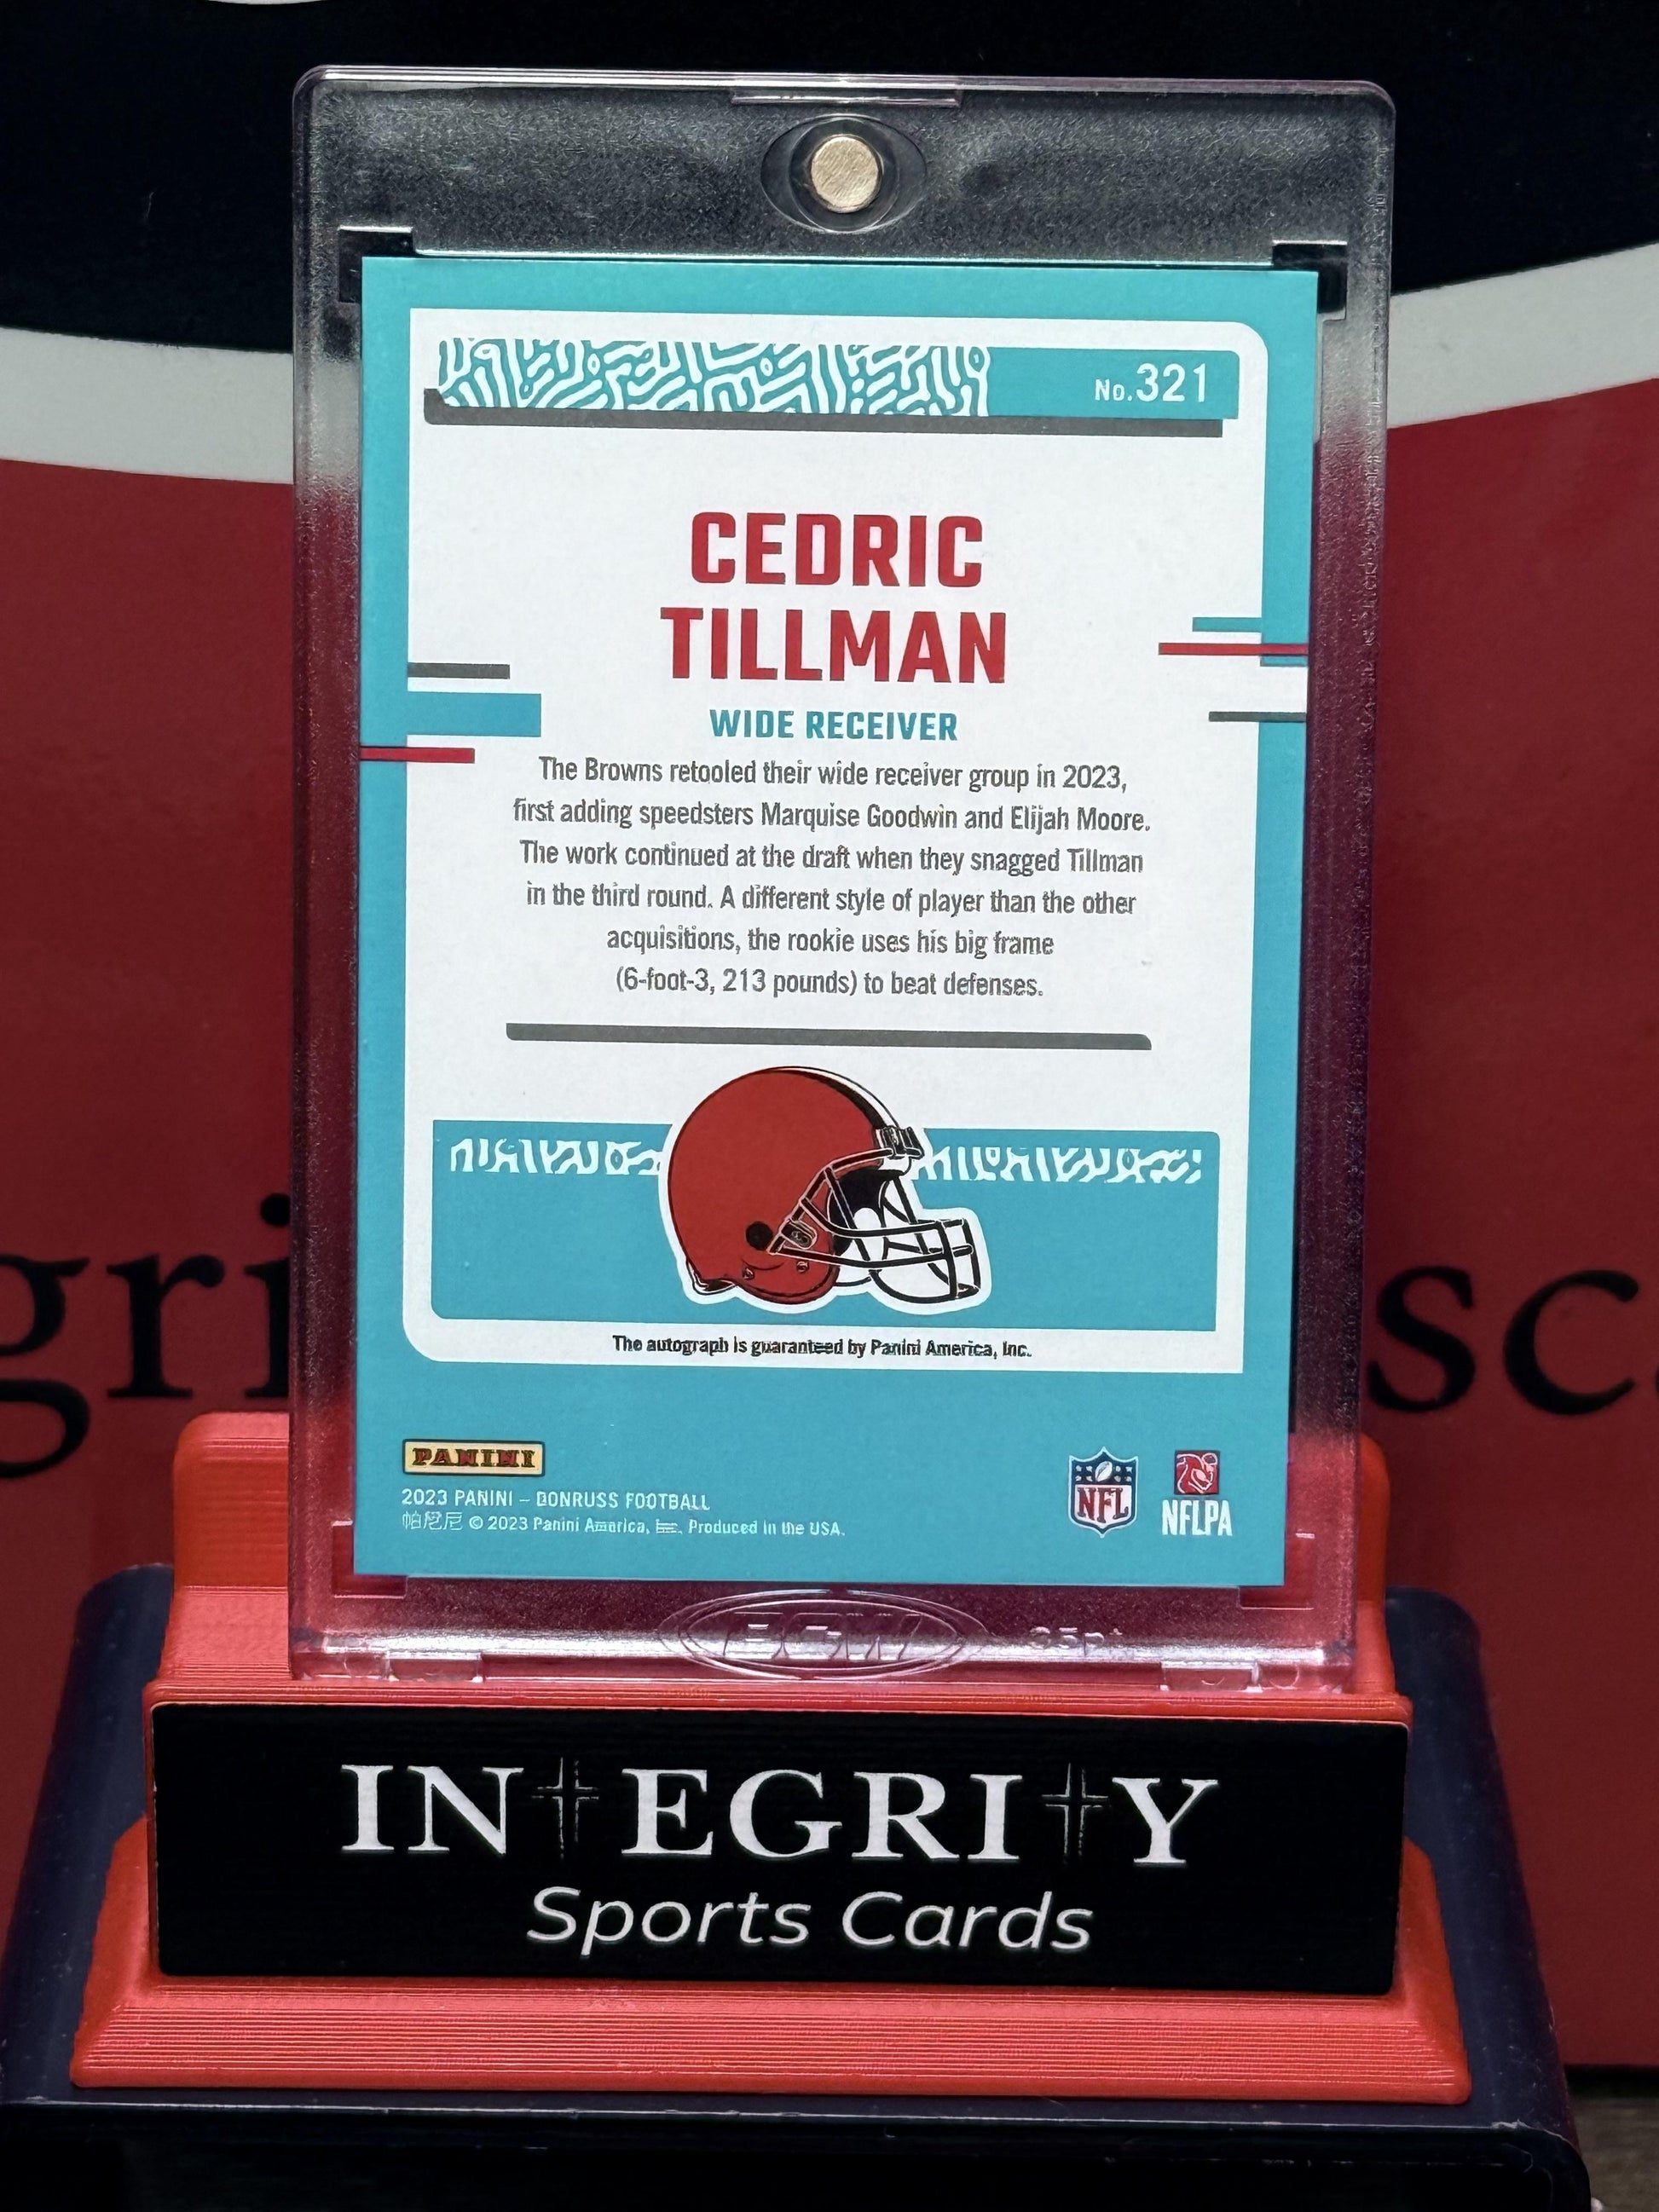 No.321
CEDRIC
TILLMAN
WIDE RECEIVER
The Browns retooled their wide receiver group in 2023,
first adding speedsters Marquise Goodwin and Elijah Moore.
The work continued at the draft when they snagged Tillman
in the third round. A different style of player than the other
acquisitions, the rookie uses his big frame
(6-foot-3, 213 pounds) to beat defenses.
The autograph is guaranteed by Panini America, Inc.
PANINI
2023 PANINI – DONRUSS FOOTBALL
帕尼尼 © 2023 Panini America, Inc. Produced in the USA.
NFL
NFLPA
BCW 35pt
gri
sc
INTEGRITY
Sports Cards